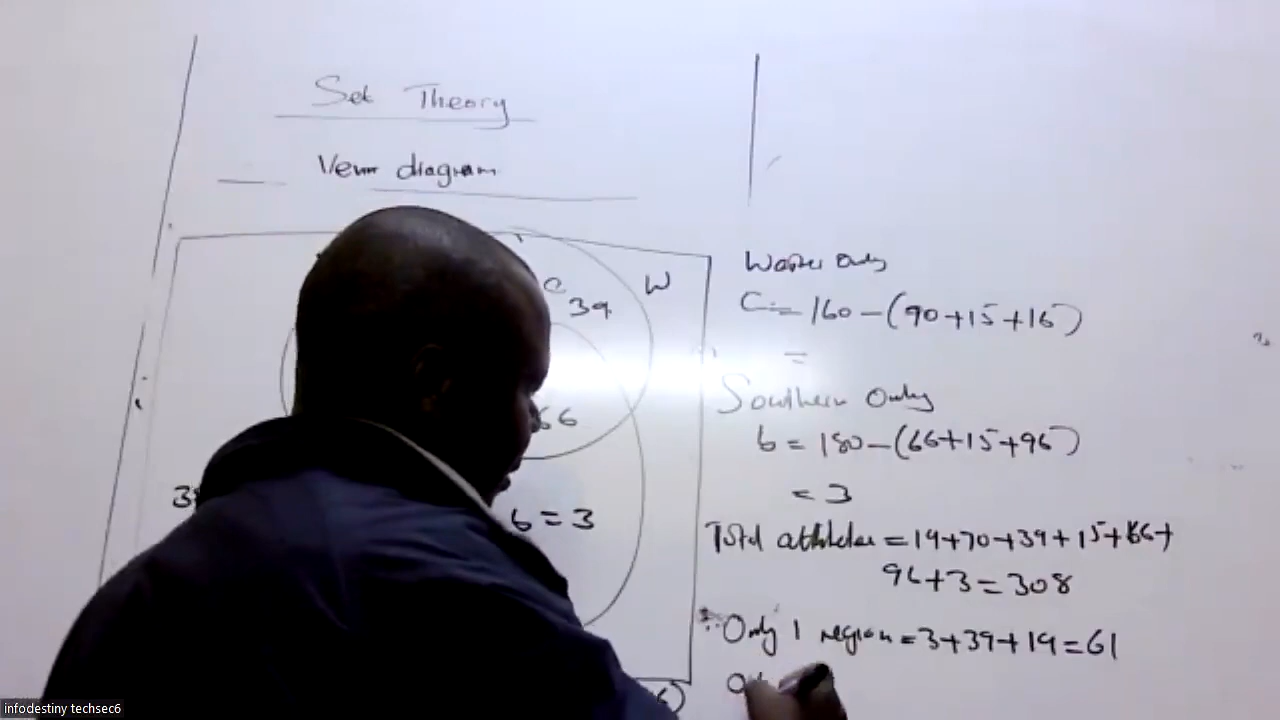 Set Theory
Venn diagram
C
W
39
66
6 = 3
Only
C = 160 - (90+15+16)
=
Southern Only
6 = 180 - (66+15+96)
= 3
Total athletes = 19+70+39+15+66+
96+3 = 308
Only 1 region = 3+39+19 = 61
infodestiny techsec6